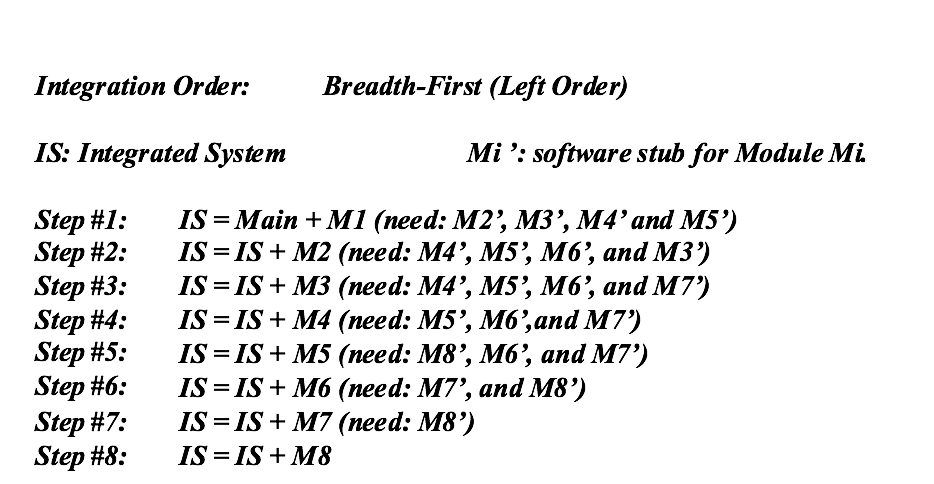 Integration Order: Breadth-First (Left Order)
IS: Integrated System Mi ’: software stub for Module Mi.
Step #1: IS = Main + M1 (need: M2’, M3’, M4’ and M5’)
Step #2: IS = IS + M2 (need: M4’, M5’, M6’, and M3’)
Step #3: IS = IS + M3 (need: M4’, M5’, M6’, and M7’)
Step #4: IS = IS + M4 (need: M5’, M6’,and M7’)
Step #5: IS = IS + M5 (need: M8’, M6’, and M7’)
Step #6: IS = IS + M6 (need: M7’, and M8’)
Step #7: IS = IS + M7 (need: M8’)
Step #8: IS = IS + M8